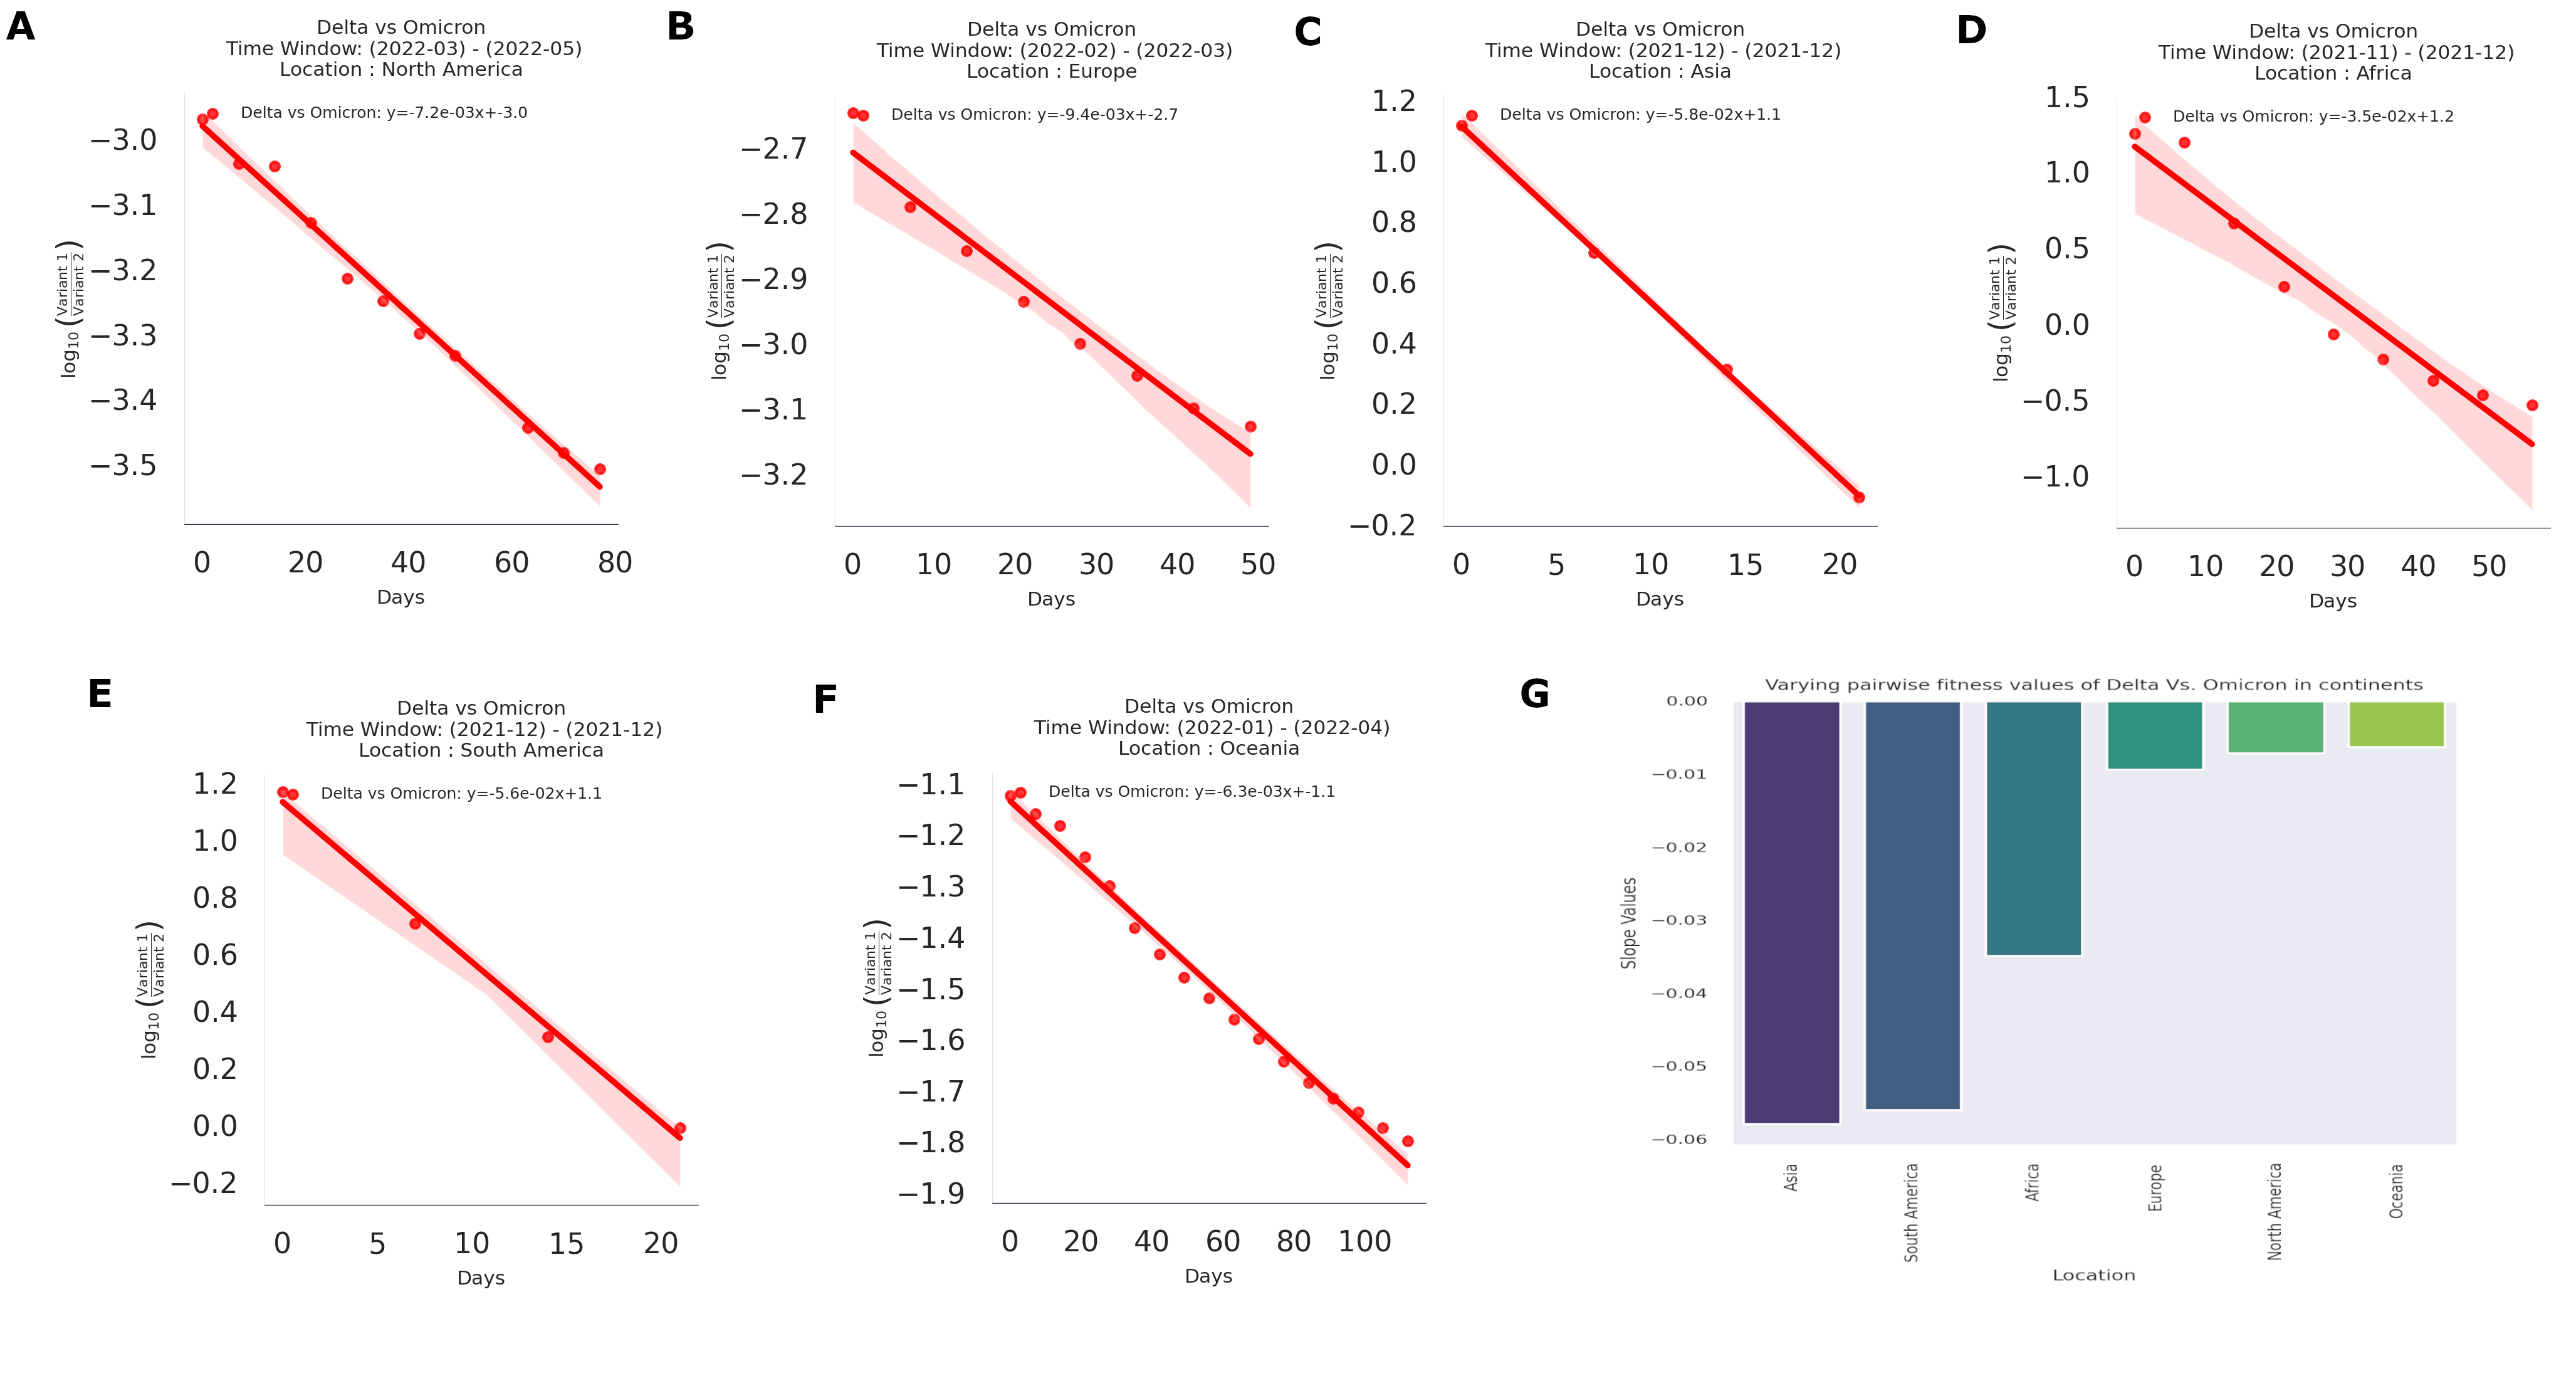 A
Delta vs Omicron
Time Window: (2022-03) - (2022-05)
Location : North America
Delta vs Omicron: y=-7.2e-03x+-3.0
−3.0
−3.1
−3.2
−3.3
−3.4
−3.5
log10 (Variant 1 / Variant 2)
0 20 40 60 80
Days
B
Delta vs Omicron
Time Window: (2022-02) - (2022-03)
Location : Europe
Delta vs Omicron: y=-9.4e-03x+-2.7
−2.7
−2.8
−2.9
−3.0
−3.1
−3.2
log10 (Variant 1 / Variant 2)
0 10 20 30 40 50
Days
C
Delta vs Omicron
Time Window: (2021-12) - (2021-12)
Location : Asia
Delta vs Omicron: y=-5.8e-02x+1.1
1.2
1.0
0.8
0.6
0.4
0.2
0.0
−0.2
log10 (Variant 1 / Variant 2)
0 5 10 15 20
Days
D
Delta vs Omicron
Time Window: (2021-11) - (2021-12)
Location : Africa
Delta vs Omicron: y=-3.5e-02x+1.2
1.5
1.0
0.5
0.0
−0.5
−1.0
log10 (Variant 1 / Variant 2)
0 10 20 30 40 50
Days
E
Delta vs Omicron
Time Window: (2021-12) - (2021-12)
Location : South America
Delta vs Omicron: y=-5.6e-02x+1.1
1.2
1.0
0.8
0.6
0.4
0.2
0.0
−0.2
log10 (Variant 1 / Variant 2)
0 5 10 15 20
Days
F
Delta vs Omicron
Time Window: (2022-01) - (2022-04)
Location : Oceania
Delta vs Omicron: y=-6.3e-03x+-1.1
−1.1
−1.2
−1.3
−1.4
−1.5
−1.6
−1.7
−1.8
−1.9
log10 (Variant 1 / Variant 2)
0 20 40 60 80 100
Days
G
Varying pairwise fitness values of Delta Vs. Omicron in continents
0.00
−0.01
−0.02
−0.03
−0.04
−0.05
−0.06
Slope Values
Asia
South America
Africa
Europe
North America
Oceania
Location